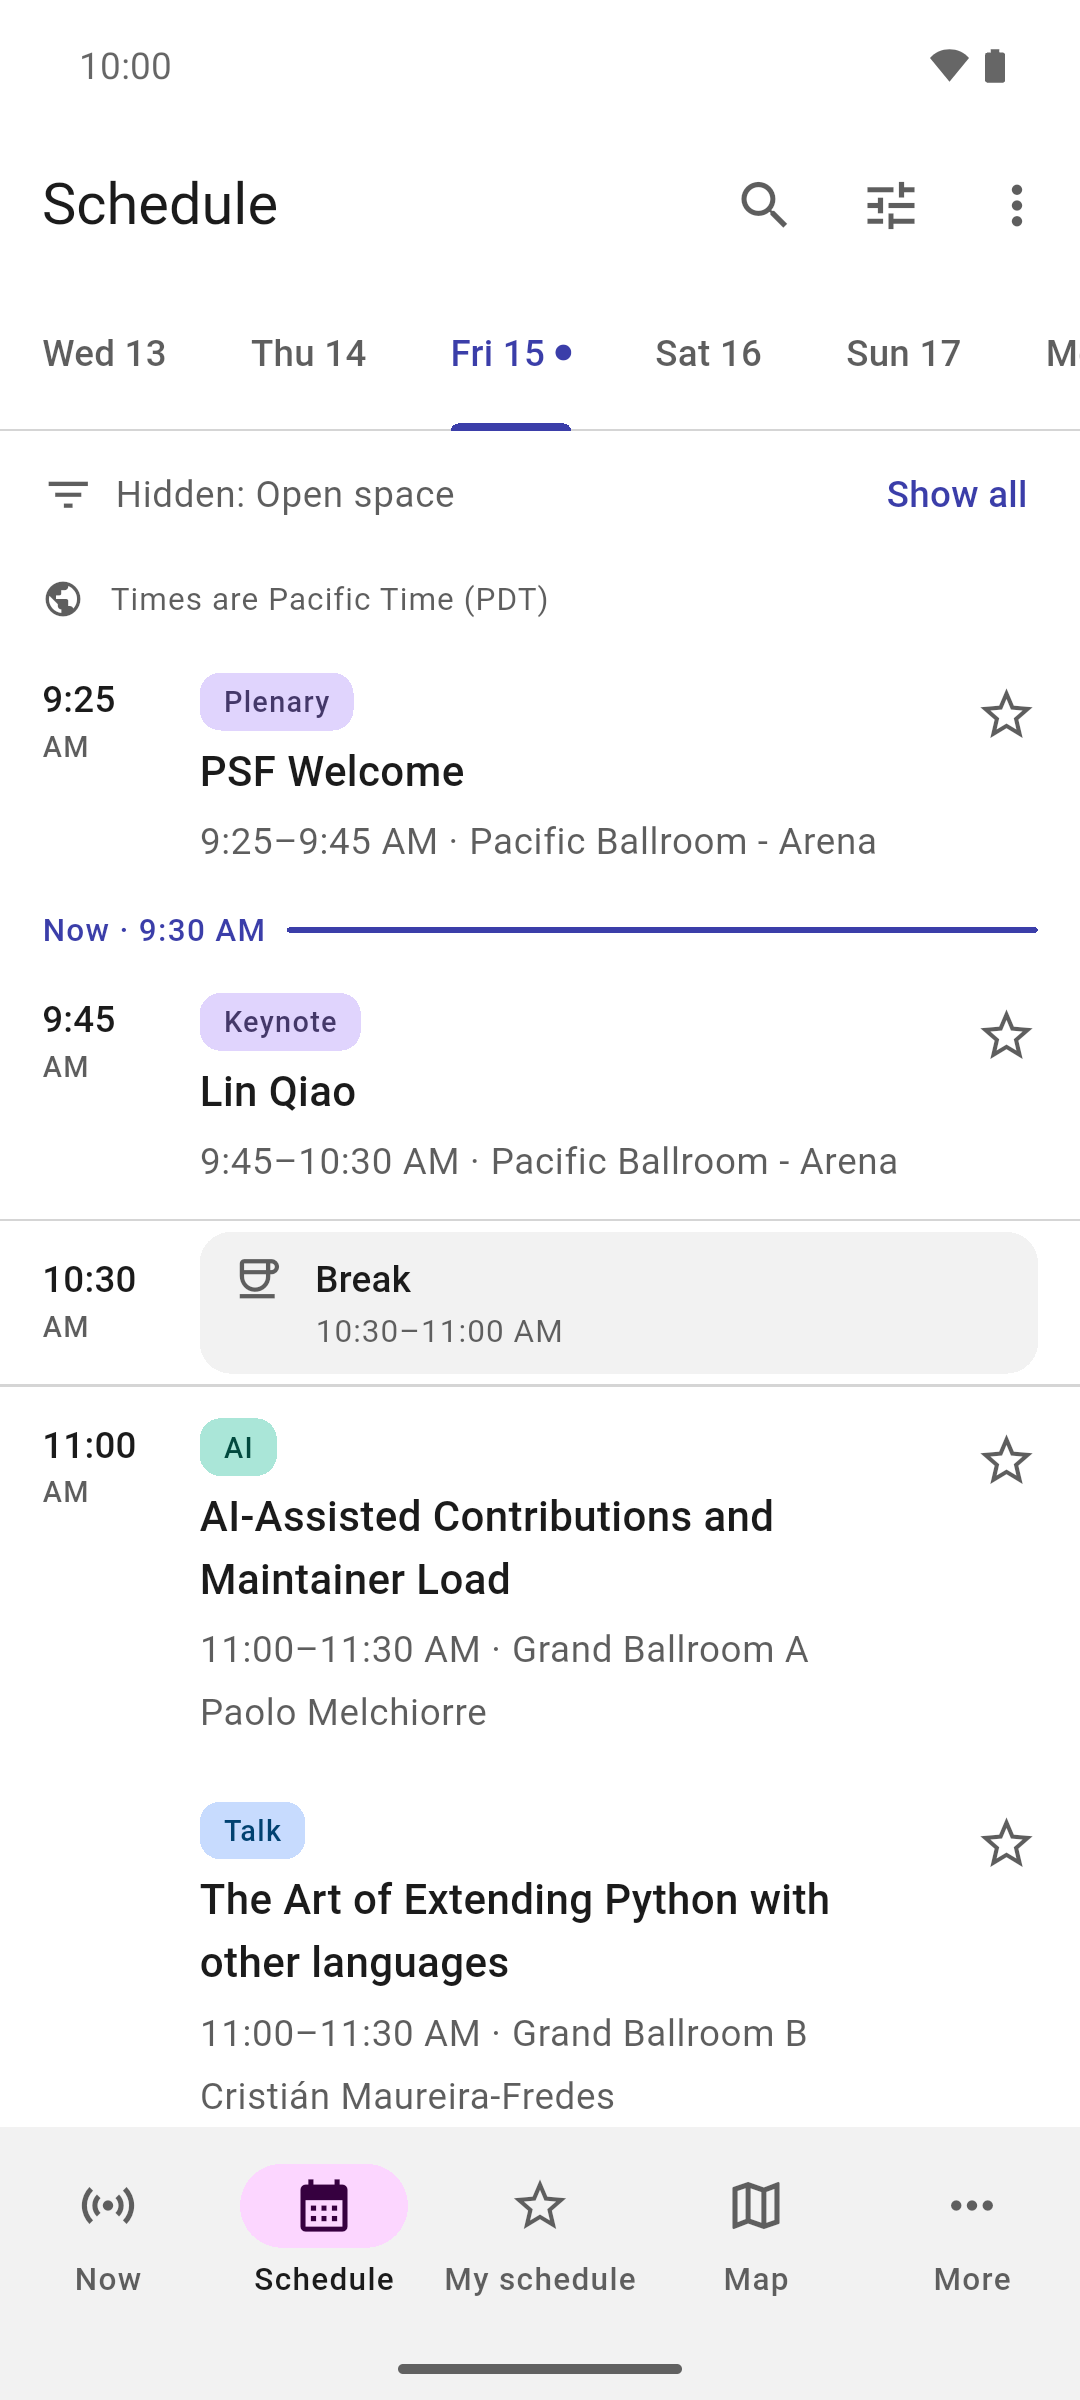 10:00
Schedule
Wed 13 Thu 14 Fri 15 Sat 16 Sun 17
Hidden: Open space Show all
Times are Pacific Time (PDT)
9:25 AM
Plenary
PSF Welcome
9:25–9:45 AM · Pacific Ballroom - Arena
Now · 9:30 AM
9:45 AM
Keynote
Lin Qiao
9:45–10:30 AM · Pacific Ballroom - Arena
10:30 AM
Break
10:30–11:00 AM
11:00 AM
AI
AI-Assisted Contributions and
Maintainer Load
11:00–11:30 AM · Grand Ballroom A
Paolo Melchiorre
Talk
The Art of Extending Python with
other languages
11:00–11:30 AM · Grand Ballroom B
Cristián Maureira-Fredes
Now Schedule My schedule Map More